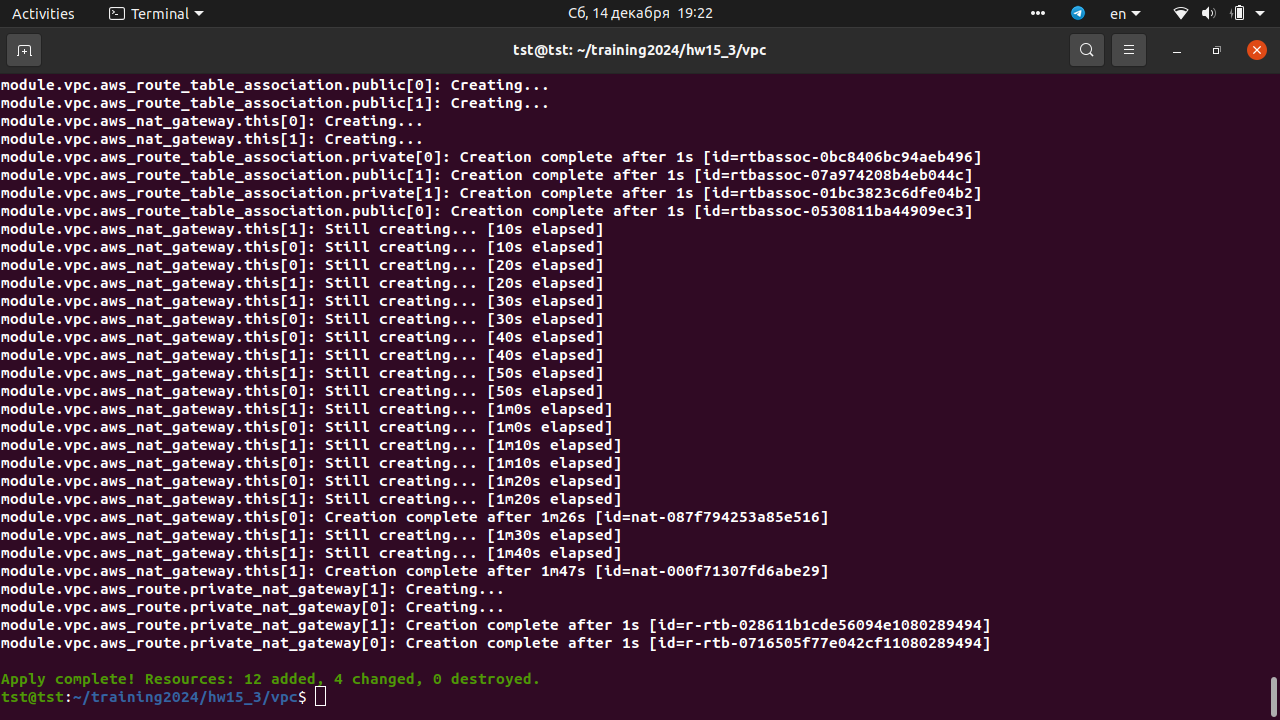 Activities Terminal Сб, 14 декабря 19:22 en
tst@tst: ~/training2024/hw15_3/vpc
module.vpc.aws_route_table_association.public[0]: Creating...
module.vpc.aws_route_table_association.public[1]: Creating...
module.vpc.aws_nat_gateway.this[0]: Creating...
module.vpc.aws_nat_gateway.this[1]: Creating...
module.vpc.aws_route_table_association.private[0]: Creation complete after 1s [id=rtbassoc-0bc8406bc94aeb496]
module.vpc.aws_route_table_association.public[1]: Creation complete after 1s [id=rtbassoc-07a974208b4eb044c]
module.vpc.aws_route_table_association.private[1]: Creation complete after 1s [id=rtbassoc-01bc3823c6dfe04b2]
module.vpc.aws_route_table_association.public[0]: Creation complete after 1s [id=rtbassoc-0530811ba44909ec3]
module.vpc.aws_nat_gateway.this[1]: Still creating... [10s elapsed]
module.vpc.aws_nat_gateway.this[0]: Still creating... [10s elapsed]
module.vpc.aws_nat_gateway.this[0]: Still creating... [20s elapsed]
module.vpc.aws_nat_gateway.this[1]: Still creating... [20s elapsed]
module.vpc.aws_nat_gateway.this[1]: Still creating... [30s elapsed]
module.vpc.aws_nat_gateway.this[0]: Still creating... [30s elapsed]
module.vpc.aws_nat_gateway.this[0]: Still creating... [40s elapsed]
module.vpc.aws_nat_gateway.this[1]: Still creating... [40s elapsed]
module.vpc.aws_nat_gateway.this[1]: Still creating... [50s elapsed]
module.vpc.aws_nat_gateway.this[0]: Still creating... [50s elapsed]
module.vpc.aws_nat_gateway.this[1]: Still creating... [1m0s elapsed]
module.vpc.aws_nat_gateway.this[0]: Still creating... [1m0s elapsed]
module.vpc.aws_nat_gateway.this[1]: Still creating... [1m10s elapsed]
module.vpc.aws_nat_gateway.this[0]: Still creating... [1m10s elapsed]
module.vpc.aws_nat_gateway.this[0]: Still creating... [1m20s elapsed]
module.vpc.aws_nat_gateway.this[1]: Still creating... [1m20s elapsed]
module.vpc.aws_nat_gateway.this[0]: Creation complete after 1m26s [id=nat-087f794253a85e516]
module.vpc.aws_nat_gateway.this[1]: Still creating... [1m30s elapsed]
module.vpc.aws_nat_gateway.this[1]: Still creating... [1m40s elapsed]
module.vpc.aws_nat_gateway.this[1]: Creation complete after 1m47s [id=nat-000f71307fd6abe29]
module.vpc.aws_route.private_nat_gateway[1]: Creating...
module.vpc.aws_route.private_nat_gateway[0]: Creating...
module.vpc.aws_route.private_nat_gateway[1]: Creation complete after 1s [id=r-rtb-028611b1cde56094e1080289494]
module.vpc.aws_route.private_nat_gateway[0]: Creation complete after 1s [id=r-rtb-0716505f77e042cf11080289494]
Apply complete! Resources: 12 added, 4 changed, 0 destroyed.
tst@tst:~/training2024/hw15_3/vpc$